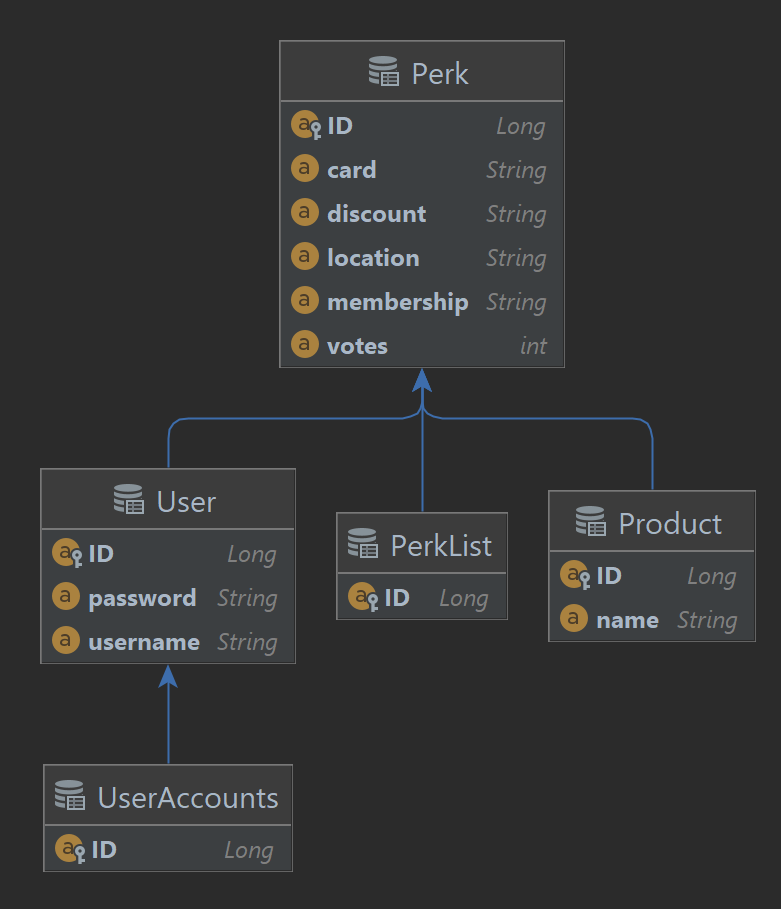 Perk
ID Long
card String
discount String
location String
membership String
votes int
User
ID Long
password String
username String
PerkList
ID Long
Product
ID Long
name String
UserAccounts
ID Long